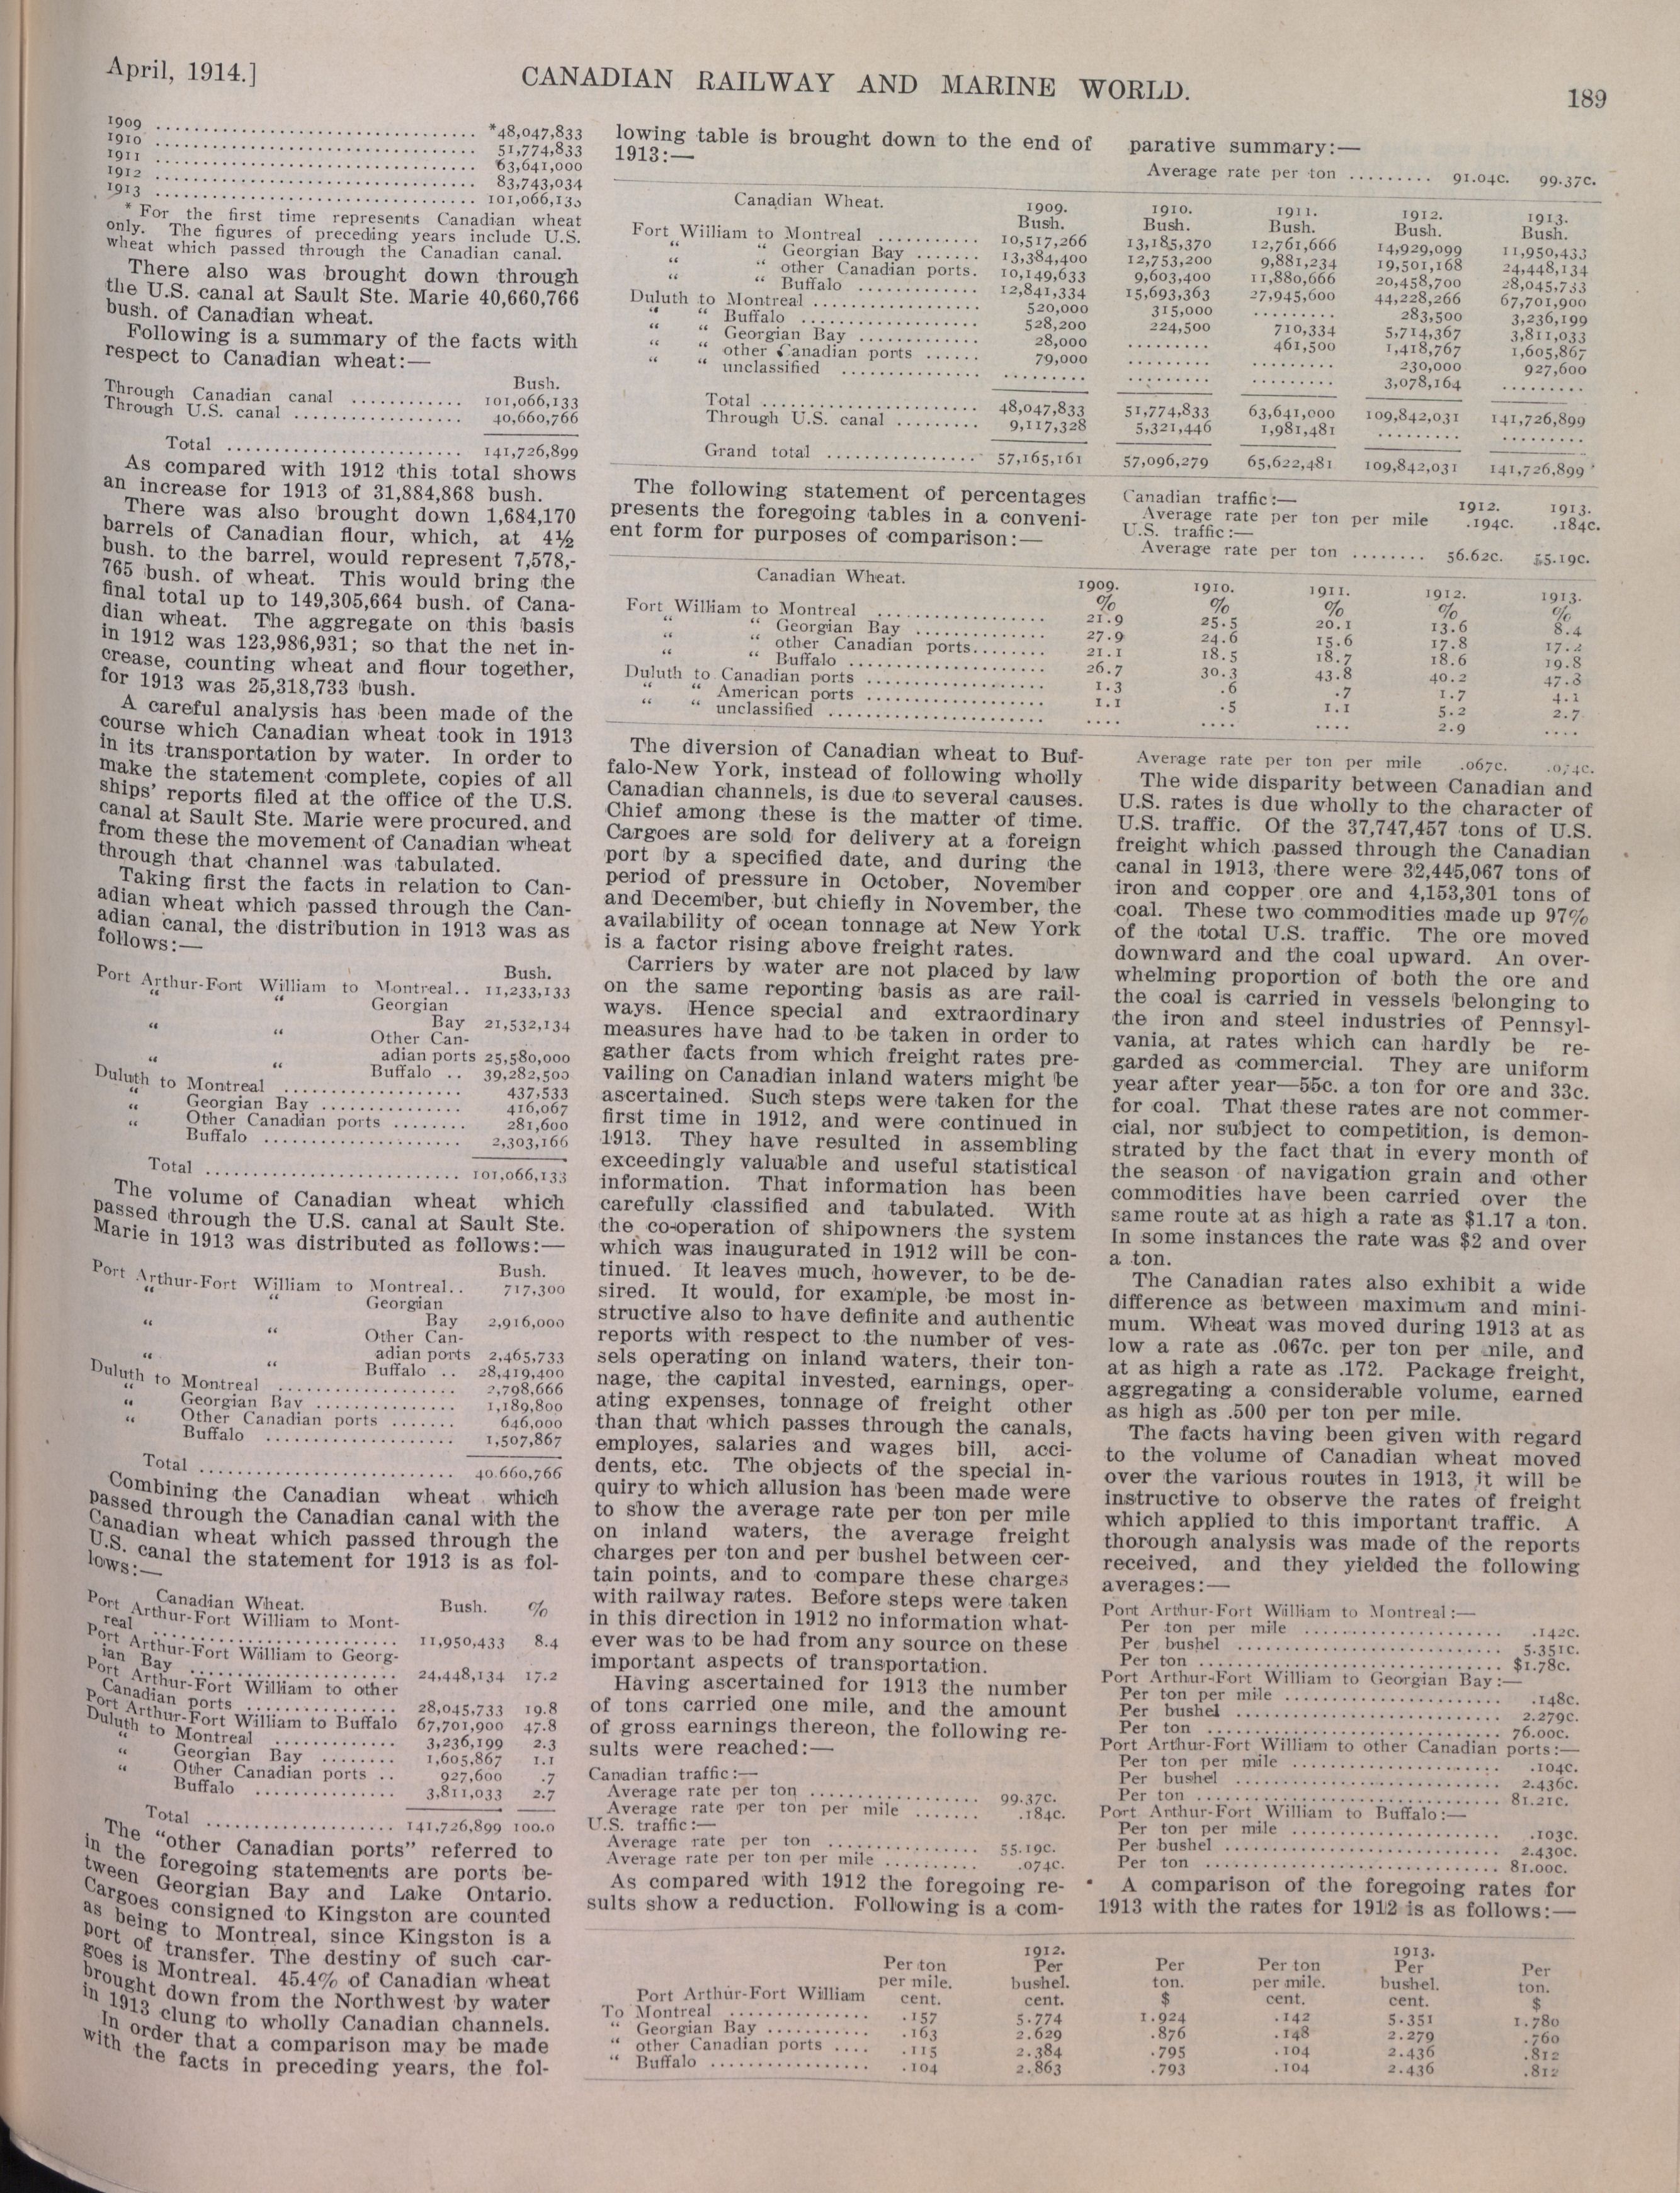 April, 1914.]
CANADIAN RAILWAY AND MARINE WORLD.
189
1909 .................................. *48,047,833
1910 .................................. 51,774,833
1911 .................................. 63,641,000
1912 .................................. 83,743,034
1913 .................................. 101,066,133
* For the first time represents Canadian wheat
only. The figures of preceding years include U.S.
wheat which passed through the Canadian canal.
There also was brought down through
the U.S. canal at Sault Ste. Marie 40,660,766
bush. of Canadian wheat.
Following is a summary of the facts with
respect to Canadian wheat:—
Bush.
Through Canadian canal ............ 101,066,133
Through U.S. canal .................. 40,660,766
Total ......................... 141,726,899
As compared with 1912 this total shows
an increase for 1913 of 31,884,868 bush.
There was also brought down 1,684,170
barrels of Canadian flour, which, at 4½
bush. to the barrel, would represent 7,578,-
765 bush. of wheat. This would bring the
final total up to 149,305,664 bush. of Cana-
dian wheat. The aggregate on this basis
in 1912 was 123,986,931; so that the net in-
crease, counting wheat and flour together,
for 1913 was 25,318,733 bush.
A careful analysis has been made of the
course which Canadian wheat took in 1913
in its transportation by water. In order to
make the statement complete, copies of all
ships' reports filed at the office of the U.S.
canal at Sault Ste. Marie were procured, and
from these the movement of Canadian wheat
through that channel was tabulated.
Taking first the facts in relation to Can-
adian wheat which passed through the Can-
adian canal, the distribution in 1913 was as
follows:—
Bush.
Port Arthur-Fort William to Montreal.. 11,233,133
" " Georgian
Bay 21,532,134
" " Other Can-
adian ports 25,580,000
" " Buffalo .. 39,282,500
Duluth to Montreal .................. 437,533
" Georgian Bay ............... 416,067
" Other Canadian ports ........ 281,600
" Buffalo ..................... 2,303,166
Total .......................... 101,066,133
The volume of Canadian wheat which
passed through the U.S. canal at Sault Ste.
Marie in 1913 was distributed as follows:—
Bush.
Port Arthur-Fort William to Montreal.. 717,300
" " Georgian
Bay 2,916,000
" " Other Can-
adian ports 2,465,733
" " Buffalo .. 28,419,400
Duluth to Montreal .................. 2,798,666
" Georgian Bay ............... 1,189,800
" Other Canadian ports ....... 646,000
" Buffalo .................... 1,507,867
Total .......................... 40,660,766
Combining the Canadian wheat which
passed through the Canadian canal with the
Canadian wheat which passed through the
U.S. canal the statement for 1913 is as fol-
lows:—
Canadian Wheat. Bush. %
Port Arthur-Fort William to Mont-
real ......................... 11,950,433 8.4
Port Arthur-Fort William to Georg-
ian Bay ..................... 24,448,134 17.2
Port Arthur-Fort William to other
Canadian ports ................ 28,045,733 19.8
Port Arthur-Fort William to Buffalo 67,701,900 47.8
Duluth to Montreal ............. 3,236,199 2.3
" Georgian Bay ........ 1,605,867 1.1
" Other Canadian ports .. 927,600 .7
" Buffalo ............... 3,811,033 2.7
Total .................... 141,726,899 100.0
The "other Canadian ports" referred to
in the foregoing statements are ports be-
tween Georgian Bay and Lake Ontario.
Cargoes consigned to Kingston are counted
as being to Montreal, since Kingston is a
port of transfer. The destiny of such car-
goes is Montreal. 45.4% of Canadian wheat
brought down from the Northwest by water
in 1913 clung to wholly Canadian channels.
In order that a comparison may be made
with the facts in preceding years, the fol-
lowing table is brought down to the end of
1913:—
Canadian Wheat. 1909. 1910. 1911. 1912. 1913.
Bush. Bush. Bush. Bush. Bush.
Fort William to Montreal ........... 10,517,266 13,185,370 12,761,666 14,929,099 11,950,433
" " Georgian Bay ....... 13,384,400 12,753,200 9,881,234 19,501,168 24,448,134
" " other Canadian ports. 10,149,633 9,603,400 11,880,666 20,458,700 28,045,733
" " Buffalo ............ 12,841,334 15,693,363 27,945,600 44,228,266 67,701,900
Duluth to Montreal .................. 520,000 315,000 ......... 283,500 3,236,199
" " Buffalo .................. 528,200 224,500 710,334 5,714,367 3,811,033
" " Georgian Bay ............. 28,000 ......... 461,500 1,418,767 1,605,867
" " other Canadian ports ...... 79,000 ......... ......... 230,000 927,600
" " unclassified .............. ......... ......... ......... 3,078,164 .........
Total ........................ 48,047,833 51,774,833 63,641,000 109,842,031 141,726,899
Through U.S. canal ......... 9,117,328 5,321,446 1,981,481 ......... .........
Grand total ................ 57,165,161 57,096,279 65,622,481 109,842,031 141,726,899
The following statement of percentages
presents the foregoing tables in a conveni-
ent form for purposes of comparison:—
Canadian Wheat. 1909. 1910. 1911. 1912. 1913.
% % % % %
Fort William to Montreal .................. 21.9 25.5 20.1 13.6 8.4
" " Georgian Bay .............. 27.9 24.6 15.6 17.8 17.2
" " other Canadian ports........ 21.1 18.5 18.7 18.6 19.8
" " Buffalo .................... 26.7 30.3 43.8 40.2 47.8
Duluth to Canadian ports ................... 1.3 .6 .7 1.7 4.1
" " American ports ................... 1.1 .5 1.1 5.2 2.7
" " unclassified ...................... .... .... .... 2.9 ....
The diversion of Canadian wheat to Buf-
falo-New York, instead of following wholly
Canadian channels, is due to several causes.
Chief among these is the matter of time.
Cargoes are sold for delivery at a foreign
port by a specified date, and during the
period of pressure in October, November
and December, but chiefly in November, the
availability of ocean tonnage at New York
is a factor rising above freight rates.
Carriers by water are not placed by law
on the same reporting basis as are rail-
ways. Hence special and extraordinary
measures have had to be taken in order to
gather facts from which freight rates pre-
vailing on Canadian inland waters might be
ascertained. Such steps were taken for the
first time in 1912, and were continued in
1913. They have resulted in assembling
exceedingly valuable and useful statistical
information. That information has been
carefully classified and tabulated. With
the co-operation of shipowners the system
which was inaugurated in 1912 will be con-
tinued. It leaves much, however, to be de-
sired. It would, for example, be most in-
structive also to have definite and authentic
reports with respect to the number of ves-
sels operating on inland waters, their ton-
nage, the capital invested, earnings, oper-
ating expenses, tonnage of freight other
than that which passes through the canals,
employes, salaries and wages bill, acci-
dents, etc. The objects of the special in-
quiry to which allusion has been made were
to show the average rate per ton per mile
on inland waters, the average freight
charges per ton and per bushel between cer-
tain points, and to compare these charges
with railway rates. Before steps were taken
in this direction in 1912 no information what-
ever was to be had from any source on these
important aspects of transportation.
Having ascertained for 1913 the number
of tons carried one mile, and the amount
of gross earnings thereon, the following re-
sults were reached:—
Canadian traffic:—
Average rate per ton .................. 99.37c.
Average rate per ton per mile ....... .184c.
U.S. traffic:—
Average rate per ton ................ 55.19c.
Average rate per ton per mile .......... .074c.
As compared with 1912 the foregoing re-
sults show a reduction. Following is a com-
parative summary:—
Average rate per ton ......... 91.04c. 99.37c.
Canadian traffic:— 1912. 1913.
Average rate per ton per mile .194c. .184c.
U.S. traffic:—
Average rate per ton ........ 56.62c. 55.19c.
Average rate per ton per mile .067c. .074c.
The wide disparity between Canadian and
U.S. rates is due wholly to the character of
U.S. traffic. Of the 37,747,457 tons of U.S.
freight which passed through the Canadian
canal in 1913, there were 32,445,067 tons of
iron and copper ore and 4,153,301 tons of
coal. These two commodities made up 97%
of the total U.S. traffic. The ore moved
downward and the coal upward. An over-
whelming proportion of both the ore and
the coal is carried in vessels belonging to
the iron and steel industries of Pennsyl-
vania, at rates which can hardly be re-
garded as commercial. They are uniform
year after year—55c. a ton for ore and 33c.
for coal. That these rates are not commer-
cial, nor subject to competition, is demon-
strated by the fact that in every month of
the season of navigation grain and other
commodities have been carried over the
same route at as high a rate as $1.17 a ton.
In some instances the rate was $2 and over
a ton.
The Canadian rates also exhibit a wide
difference as between maximum and mini-
mum. Wheat was moved during 1913 at as
low a rate as .067c. per ton per mile, and
at as high a rate as .172. Package freight,
aggregating a considerable volume, earned
as high as .500 per ton per mile.
The facts having been given with regard
to the volume of Canadian wheat moved
over the various routes in 1913, it will be
instructive to observe the rates of freight
which applied to this important traffic. A
thorough analysis was made of the reports
received, and they yielded the following
averages:—
Port Arthur-Fort William to Montreal:—
Per ton per mile ..................... .142c.
Per bushel ............................ 5.351c.
Per ton ................................ $1.78c.
Port Arthur-Fort William to Georgian Bay:—
Per ton per mile ....................... .148c.
Per bushel ............................ 2.279c.
Per ton ................................ 76.00c.
Port Arthur-Fort William to other Canadian ports:—
Per ton per mile ...................... .104c.
Per bushel ............................ 2.436c.
Per ton ................................ 81.21c.
Port Arthur-Fort William to Buffalo:—
Per ton per mile ....................... .103c.
Per bushel ............................. 2.430c.
Per ton ................................ 81.00c.
A comparison of the foregoing rates for
1913 with the rates for 1912 is as follows:—
1912. 1913.
Per ton Per Per Per ton Per Per
per mile. bushel. ton. per mile. bushel. ton.
Port Arthur-Fort William cent. cent. $ cent. cent. $
To Montreal ............... .157 5.774 1.924 .142 5.351 1.780
" Georgian Bay ........... .163 2.629 .876 .148 2.279 .760
" other Canadian ports .... .115 2.384 .795 .104 2.436 .812
" Buffalo ................. .104 2.863 .793 .104 2.436 .812